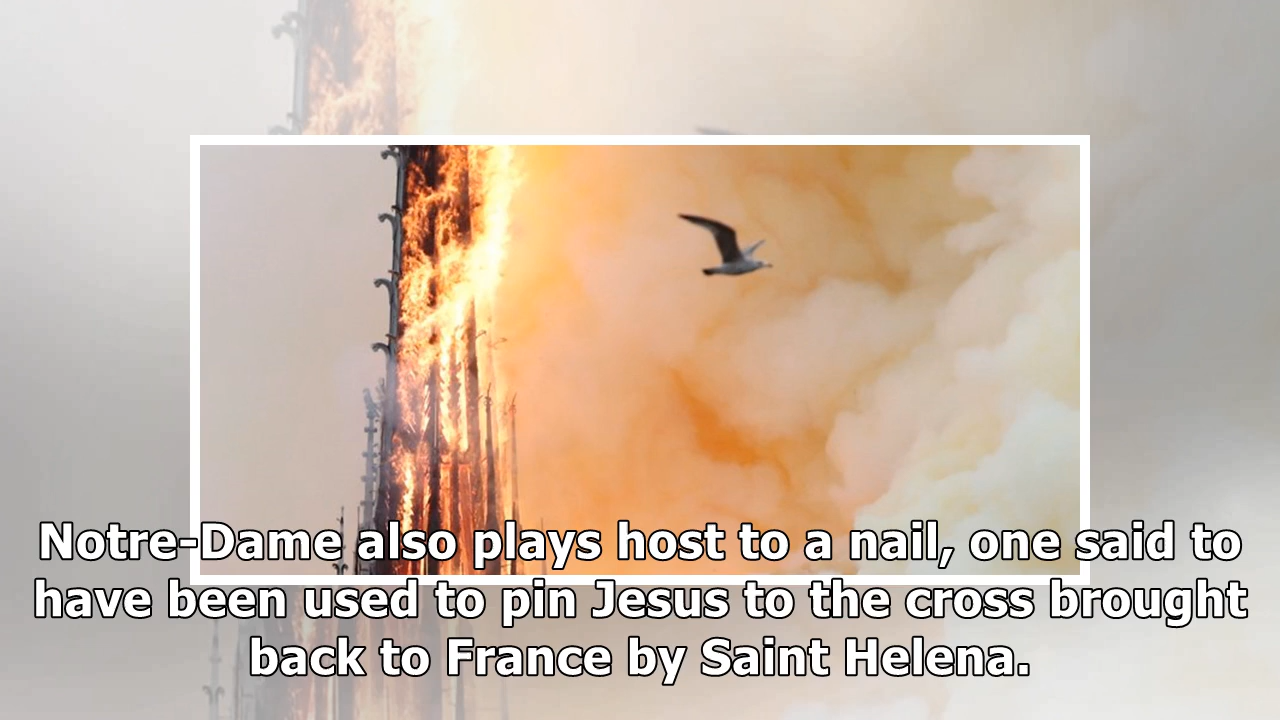 Notre-Dame also plays host to a nail, one said to
have been used to pin Jesus to the cross brought
back to France by Saint Helena.